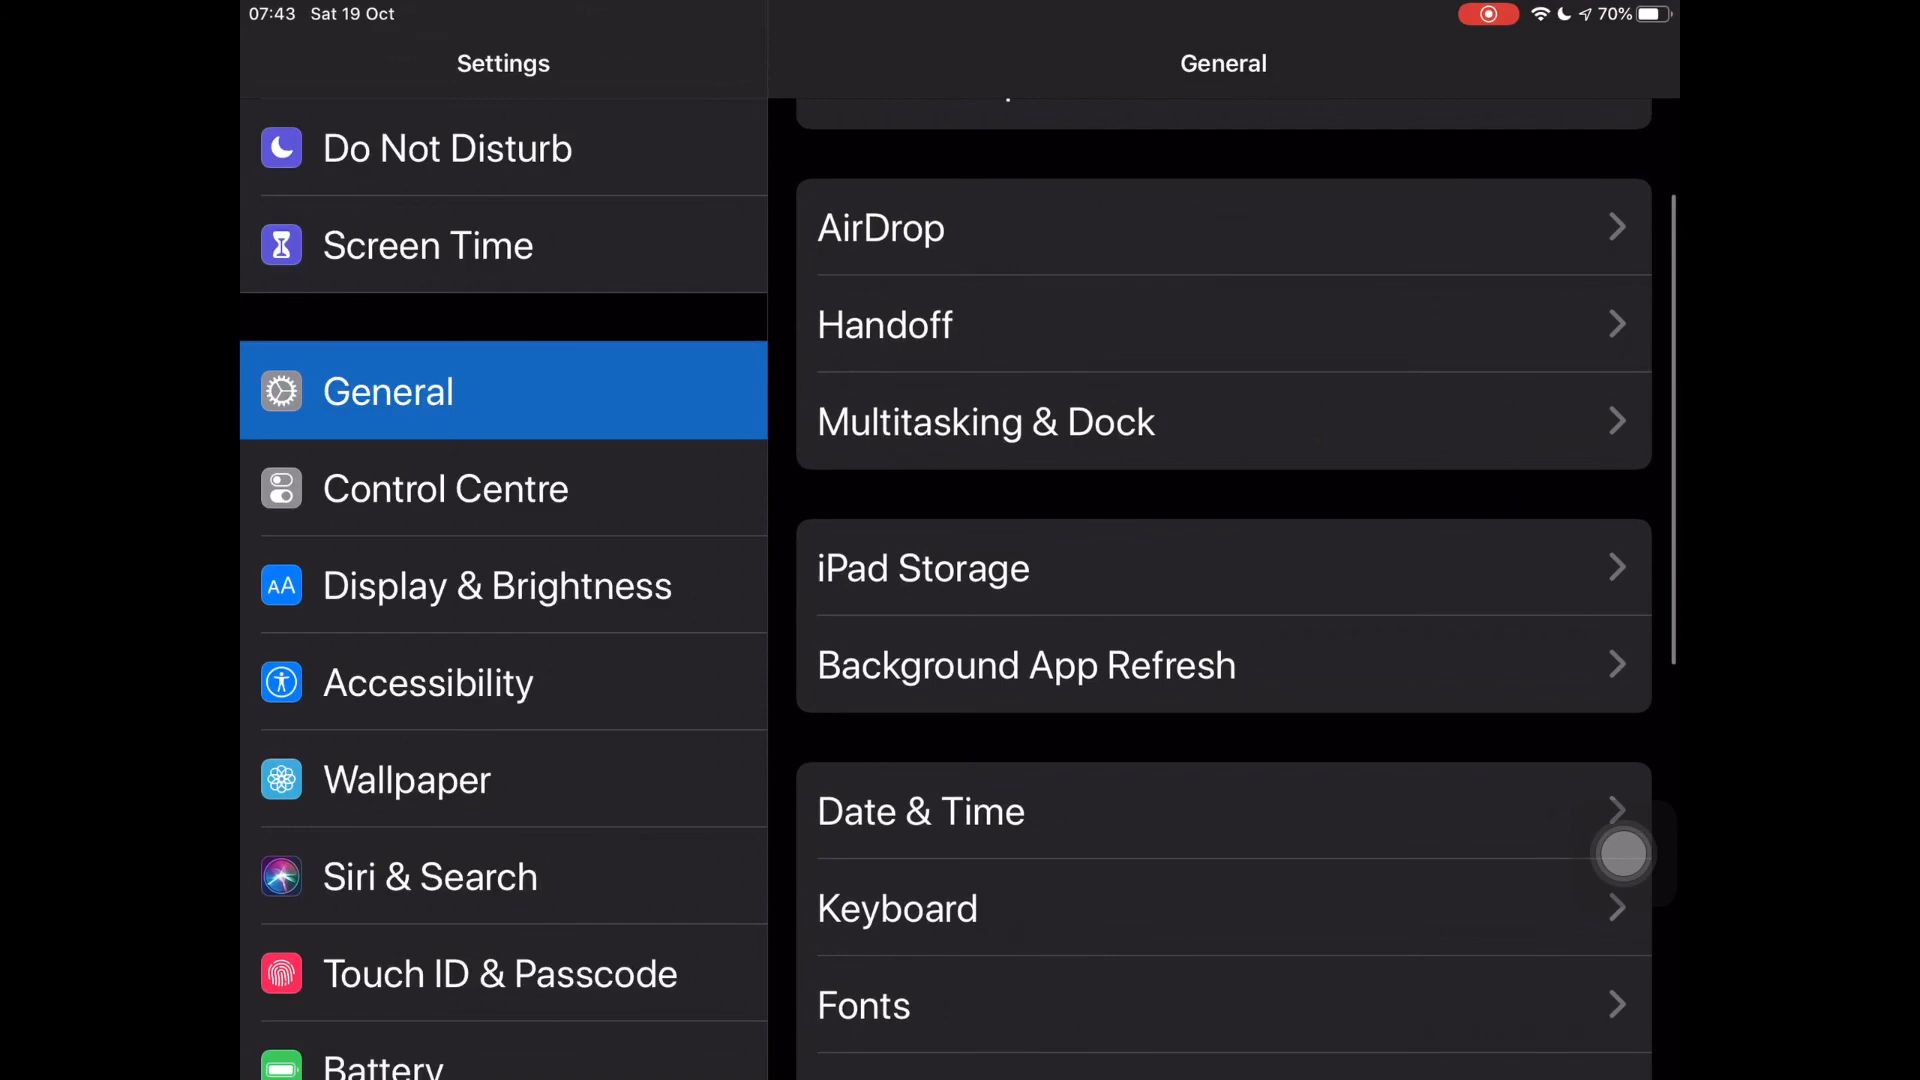 07:43 Sat 19 Oct
70%
Settings
General
Do Not Disturb
Screen Time
General
Control Centre
AA Display & Brightness
Accessibility
Wallpaper
Siri & Search
Touch ID & Passcode
Battery
AirDrop
Handoff
Multitasking & Dock
iPad Storage
Background App Refresh
Date & Time
Keyboard
Fonts